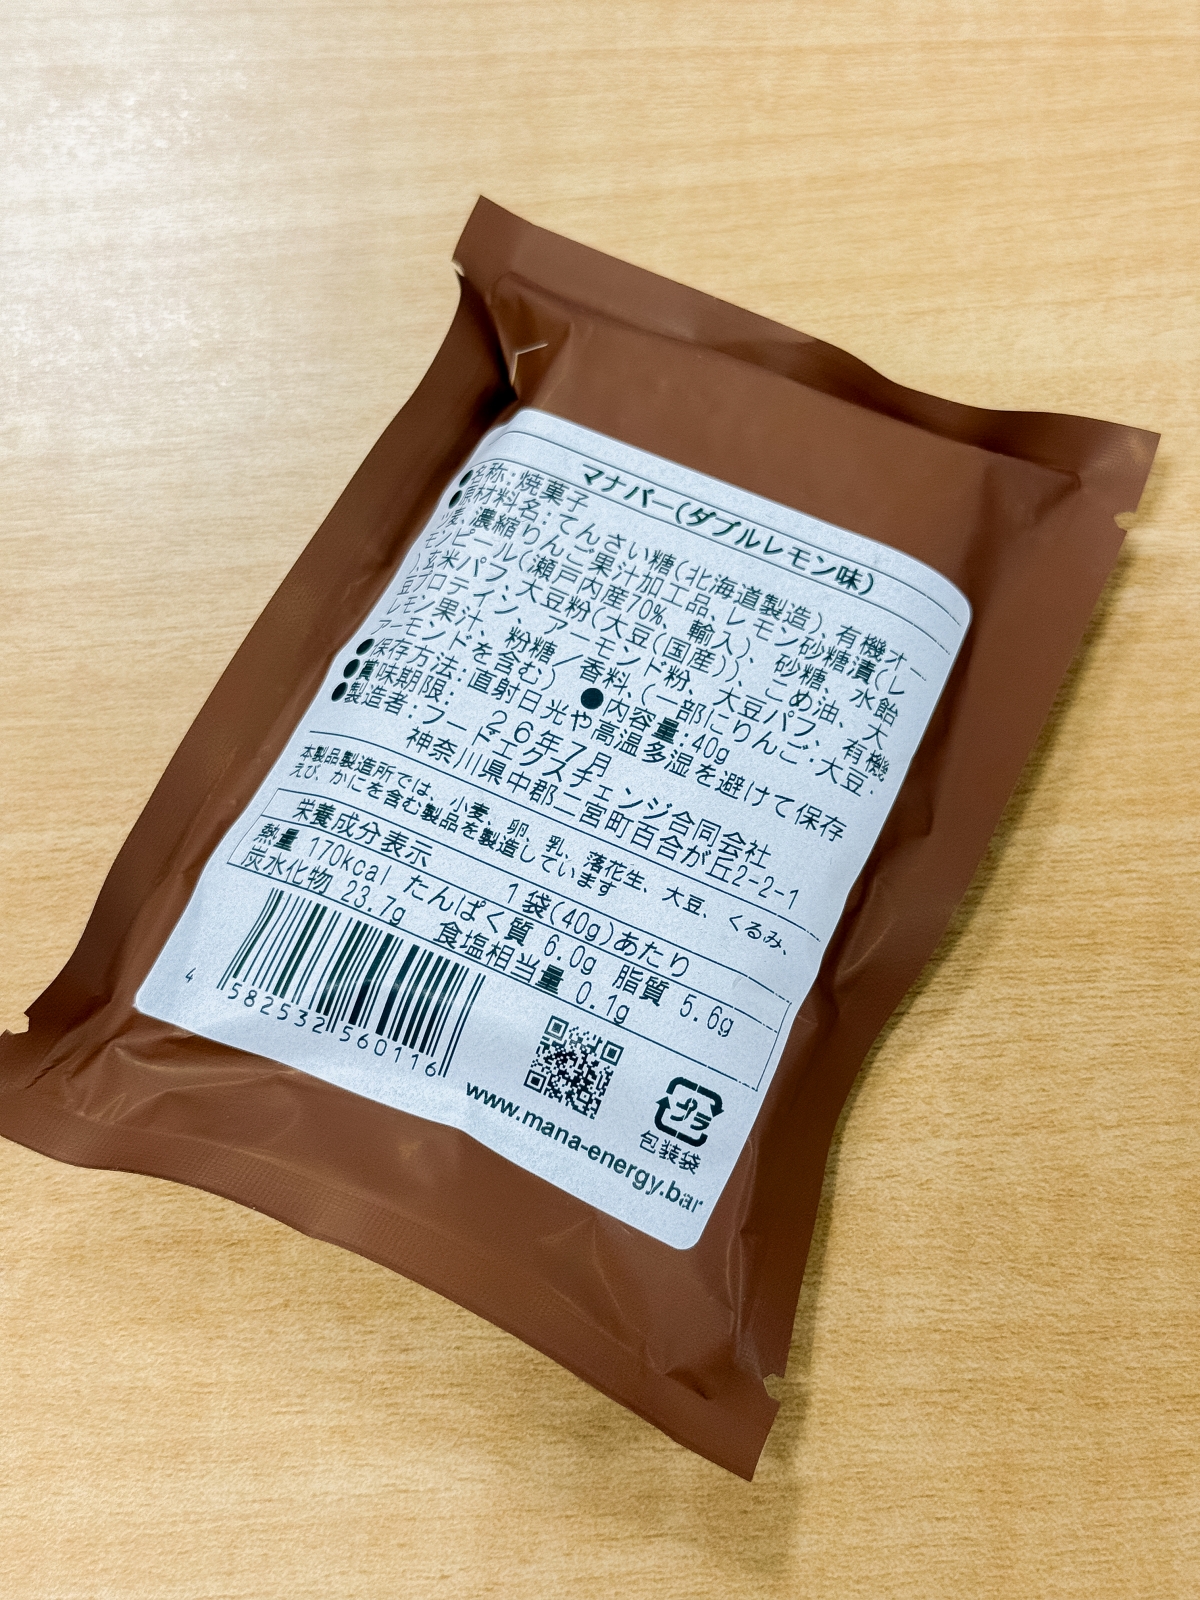 マナバー(ダブルレモン味)
●名称:焼菓子
●原材料名:てんさい糖(北海道製造)、有機オー
ツ麦、濃縮りんご果汁加工品、レモン砂糖漬(レ
モンピール(瀬戸内産70%、輸入)、砂糖、水飴
)、玄米パフ、大豆粉(大豆(国産))、こめ油、大
豆プロテイン、アーモンド粉、大豆パフ、有機
レモン果汁、粉糖/香料、(一部にりんご・大豆・
アーモンドを含む) ●内容量:40g
●保存方法:直射日光や高温多湿を避けて保存
●賞味期限: 26年7月
●製造者:フードエクスチェンジ合同会社
神奈川県中郡二宮町百合が丘2-2-1
本製品製造所では、小麦、卵、乳、落花生、大豆、くるみ、
えび、かにを含む製品を製造しています
栄養成分表示 1袋(40g)あたり
熱量 170kcal たんぱく質 6.0g 脂質 5.6g
炭水化物 23.7g 食塩相当量 0.1g
4 582532 560116
プラ
包装袋
www.mana-energy.bar